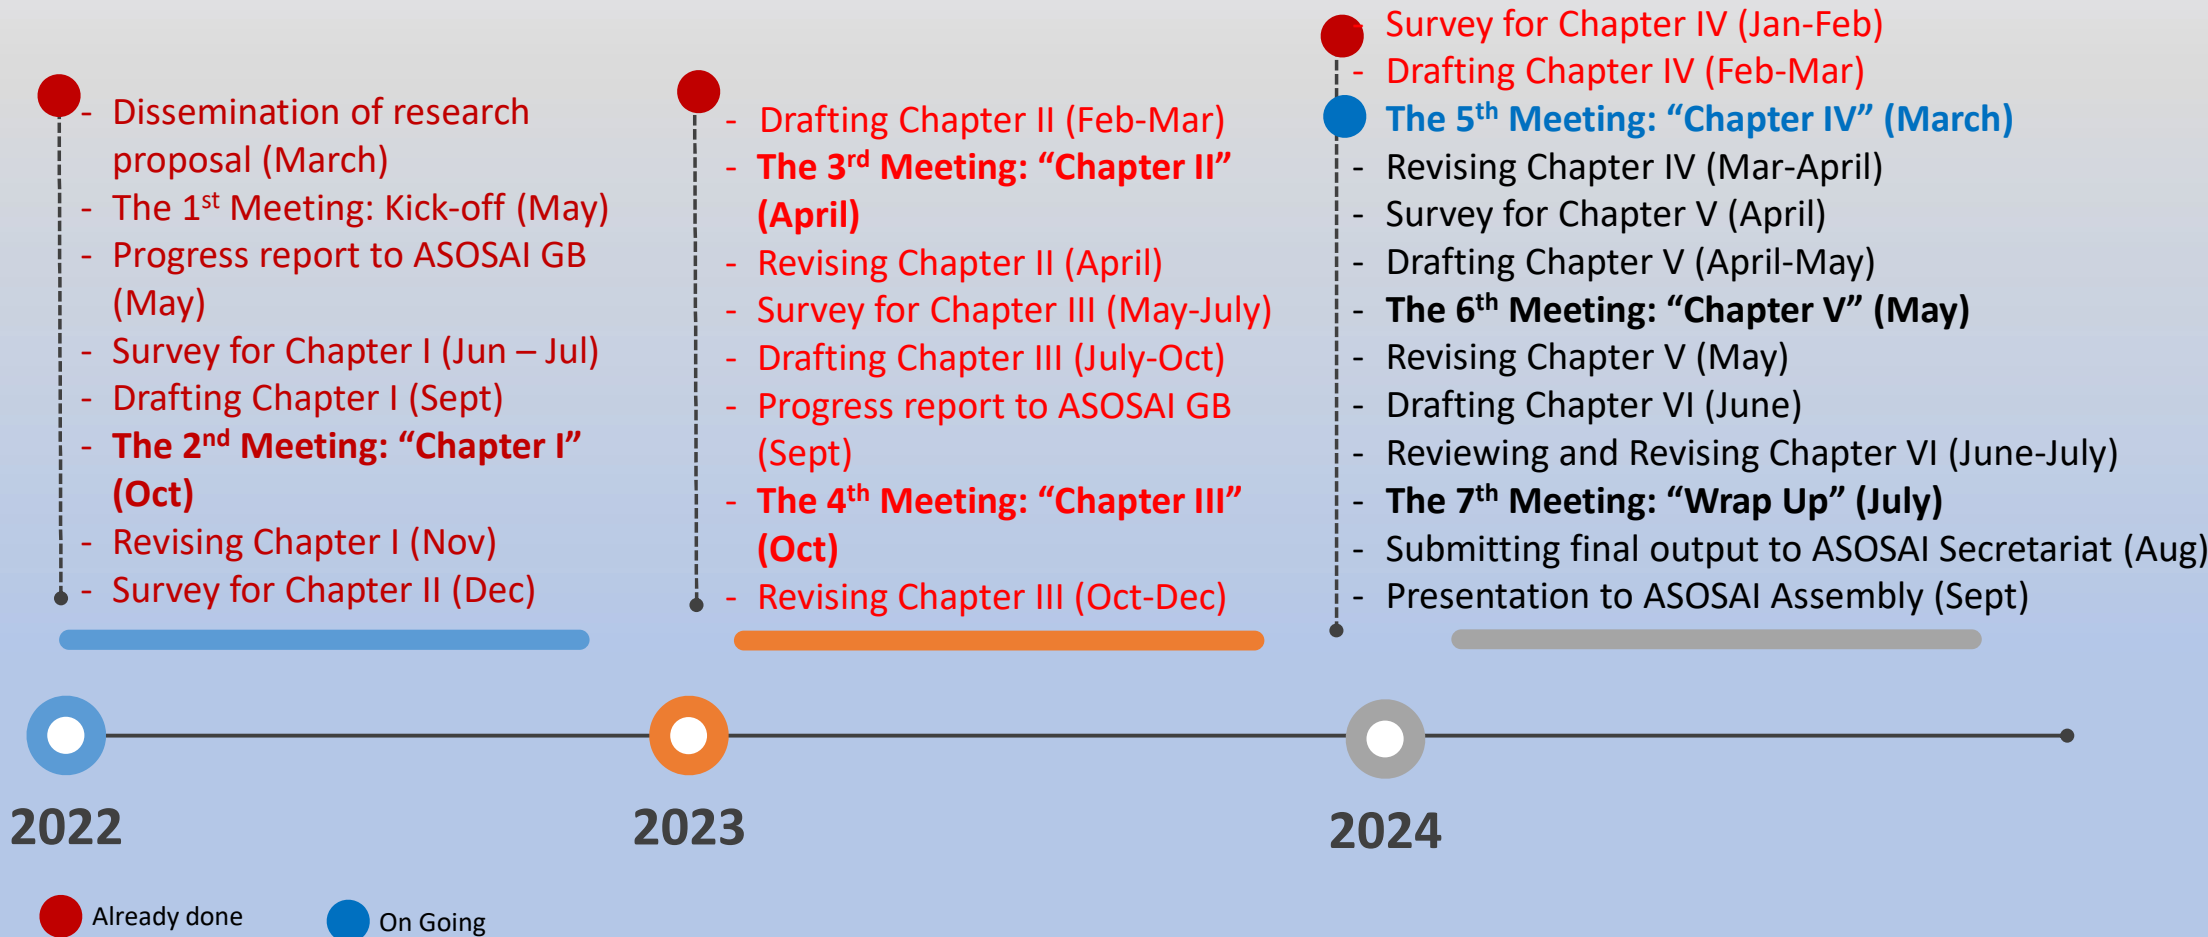 - Dissemination of research
proposal (March)
- The 1st Meeting: Kick-off (May)
- Progress report to ASOSAI GB
(May)
- Survey for Chapter I (Jun – Jul)
- Drafting Chapter I (Sept)
- The 2nd Meeting: “Chapter I”
(Oct)
- Revising Chapter I (Nov)
- Survey for Chapter II (Dec)
- Drafting Chapter II (Feb-Mar)
- The 3rd Meeting: “Chapter II”
(April)
- Revising Chapter II (April)
- Survey for Chapter III (May-July)
- Drafting Chapter III (July-Oct)
- Progress report to ASOSAI GB
(Sept)
- The 4th Meeting: “Chapter III”
(Oct)
- Revising Chapter III (Oct-Dec)
- Survey for Chapter IV (Jan-Feb)
- Drafting Chapter IV (Feb-Mar)
- The 5th Meeting: “Chapter IV” (March)
- Revising Chapter IV (Mar-April)
- Survey for Chapter V (April)
- Drafting Chapter V (April-May)
- The 6th Meeting: “Chapter V” (May)
- Revising Chapter V (May)
- Drafting Chapter VI (June)
- Reviewing and Revising Chapter VI (June-July)
- The 7th Meeting: “Wrap Up” (July)
- Submitting final output to ASOSAI Secretariat (Aug)
- Presentation to ASOSAI Assembly (Sept)
2022
2023
2024
Already done
On Going